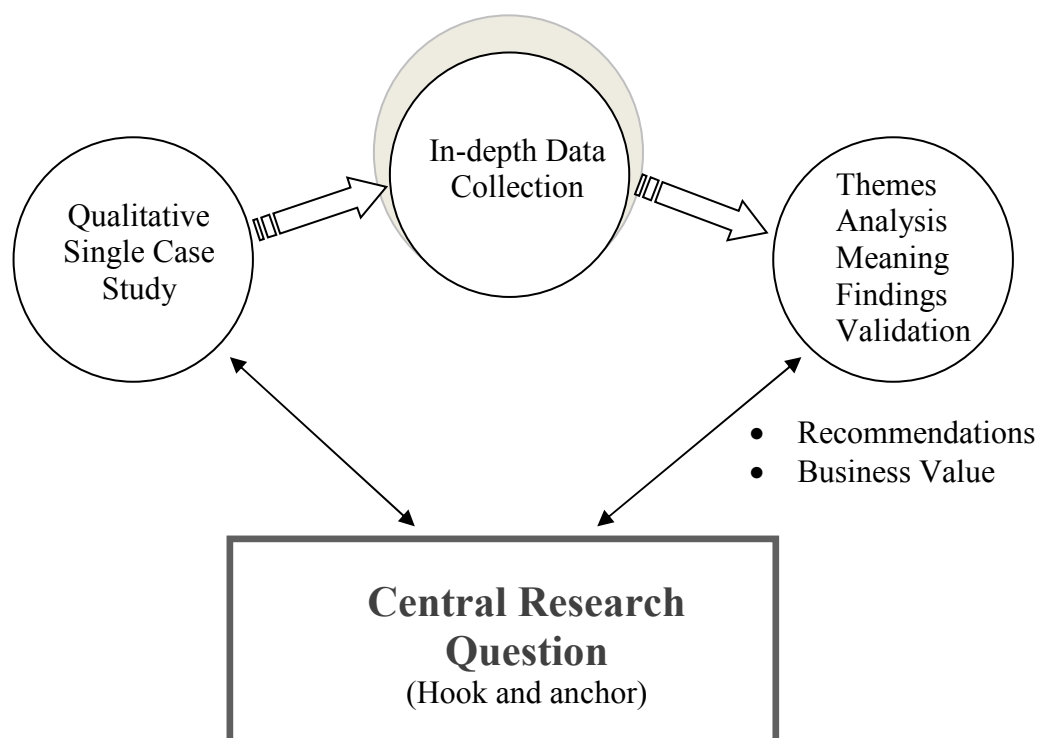 Qualitative
Single Case
Study
In-depth Data
Collection
Themes
Analysis
Meaning
Findings
Validation
• Recommendations
• Business Value
Central Research
Question
(Hook and anchor)